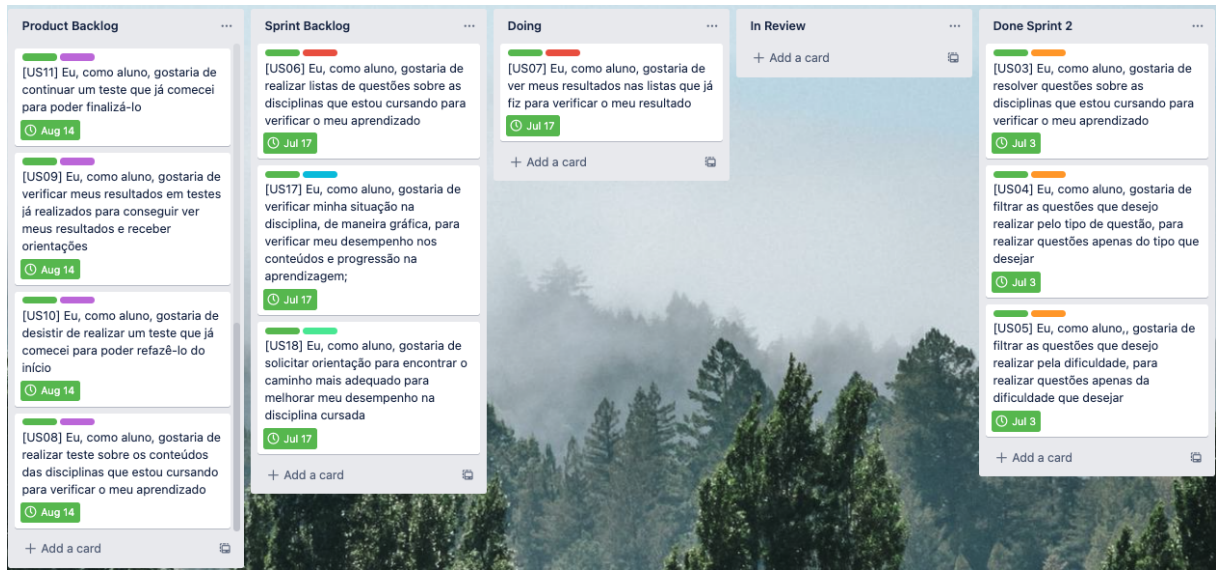 Product Backlog
[US11] Eu, como aluno, gostaria de
continuar um teste que já comecei
para poder finalizá-lo
Aug 14
[US09] Eu, como aluno, gostaria de
verificar meus resultados em testes
já realizados para conseguir ver
meus resultados e receber
orientações
Aug 14
[US10] Eu, como aluno, gostaria de
desistir de realizar um teste que já
comecei para poder refazê-lo do
início
Aug 14
[US08] Eu, como aluno, gostaria de
realizar teste sobre os conteúdos
das disciplinas que estou cursando
para verificar o meu aprendizado
Aug 14
+ Add a card
Sprint Backlog
[US06] Eu, como aluno, gostaria de
realizar listas de questões sobre as
disciplinas que estou cursando para
verificar o meu aprendizado
Jul 17
[US17] Eu, como aluno, gostaria de
verificar minha situação na
disciplina, de maneira gráfica, para
verificar meu desempenho nos
conteúdos e progressão na
aprendizagem;
Jul 17
[US18] Eu, como aluno, gostaria de
solicitar orientação para encontrar o
caminho mais adequado para
melhorar meu desempenho na
disciplina cursada
Jul 17
+ Add a card
Doing
[US07] Eu, como aluno, gostaria de
ver meus resultados nas listas que já
fiz para verificar o meu resultado
Jul 17
+ Add a card
In Review
+ Add a card
Done Sprint 2
[US03] Eu, como aluno, gostaria de
resolver questões sobre as
disciplinas que estou cursando para
verificar o meu aprendizado
Jul 3
[US04] Eu, como aluno, gostaria de
filtrar as questões que desejo
realizar pelo tipo de questão, para
realizar questões apenas do tipo que
desejar
Jul 3
[US05] Eu, como aluno,, gostaria de
filtrar as questões que desejo
realizar pela dificuldade, para
realizar questões apenas da
dificuldade que desejar
Jul 3
+ Add a card